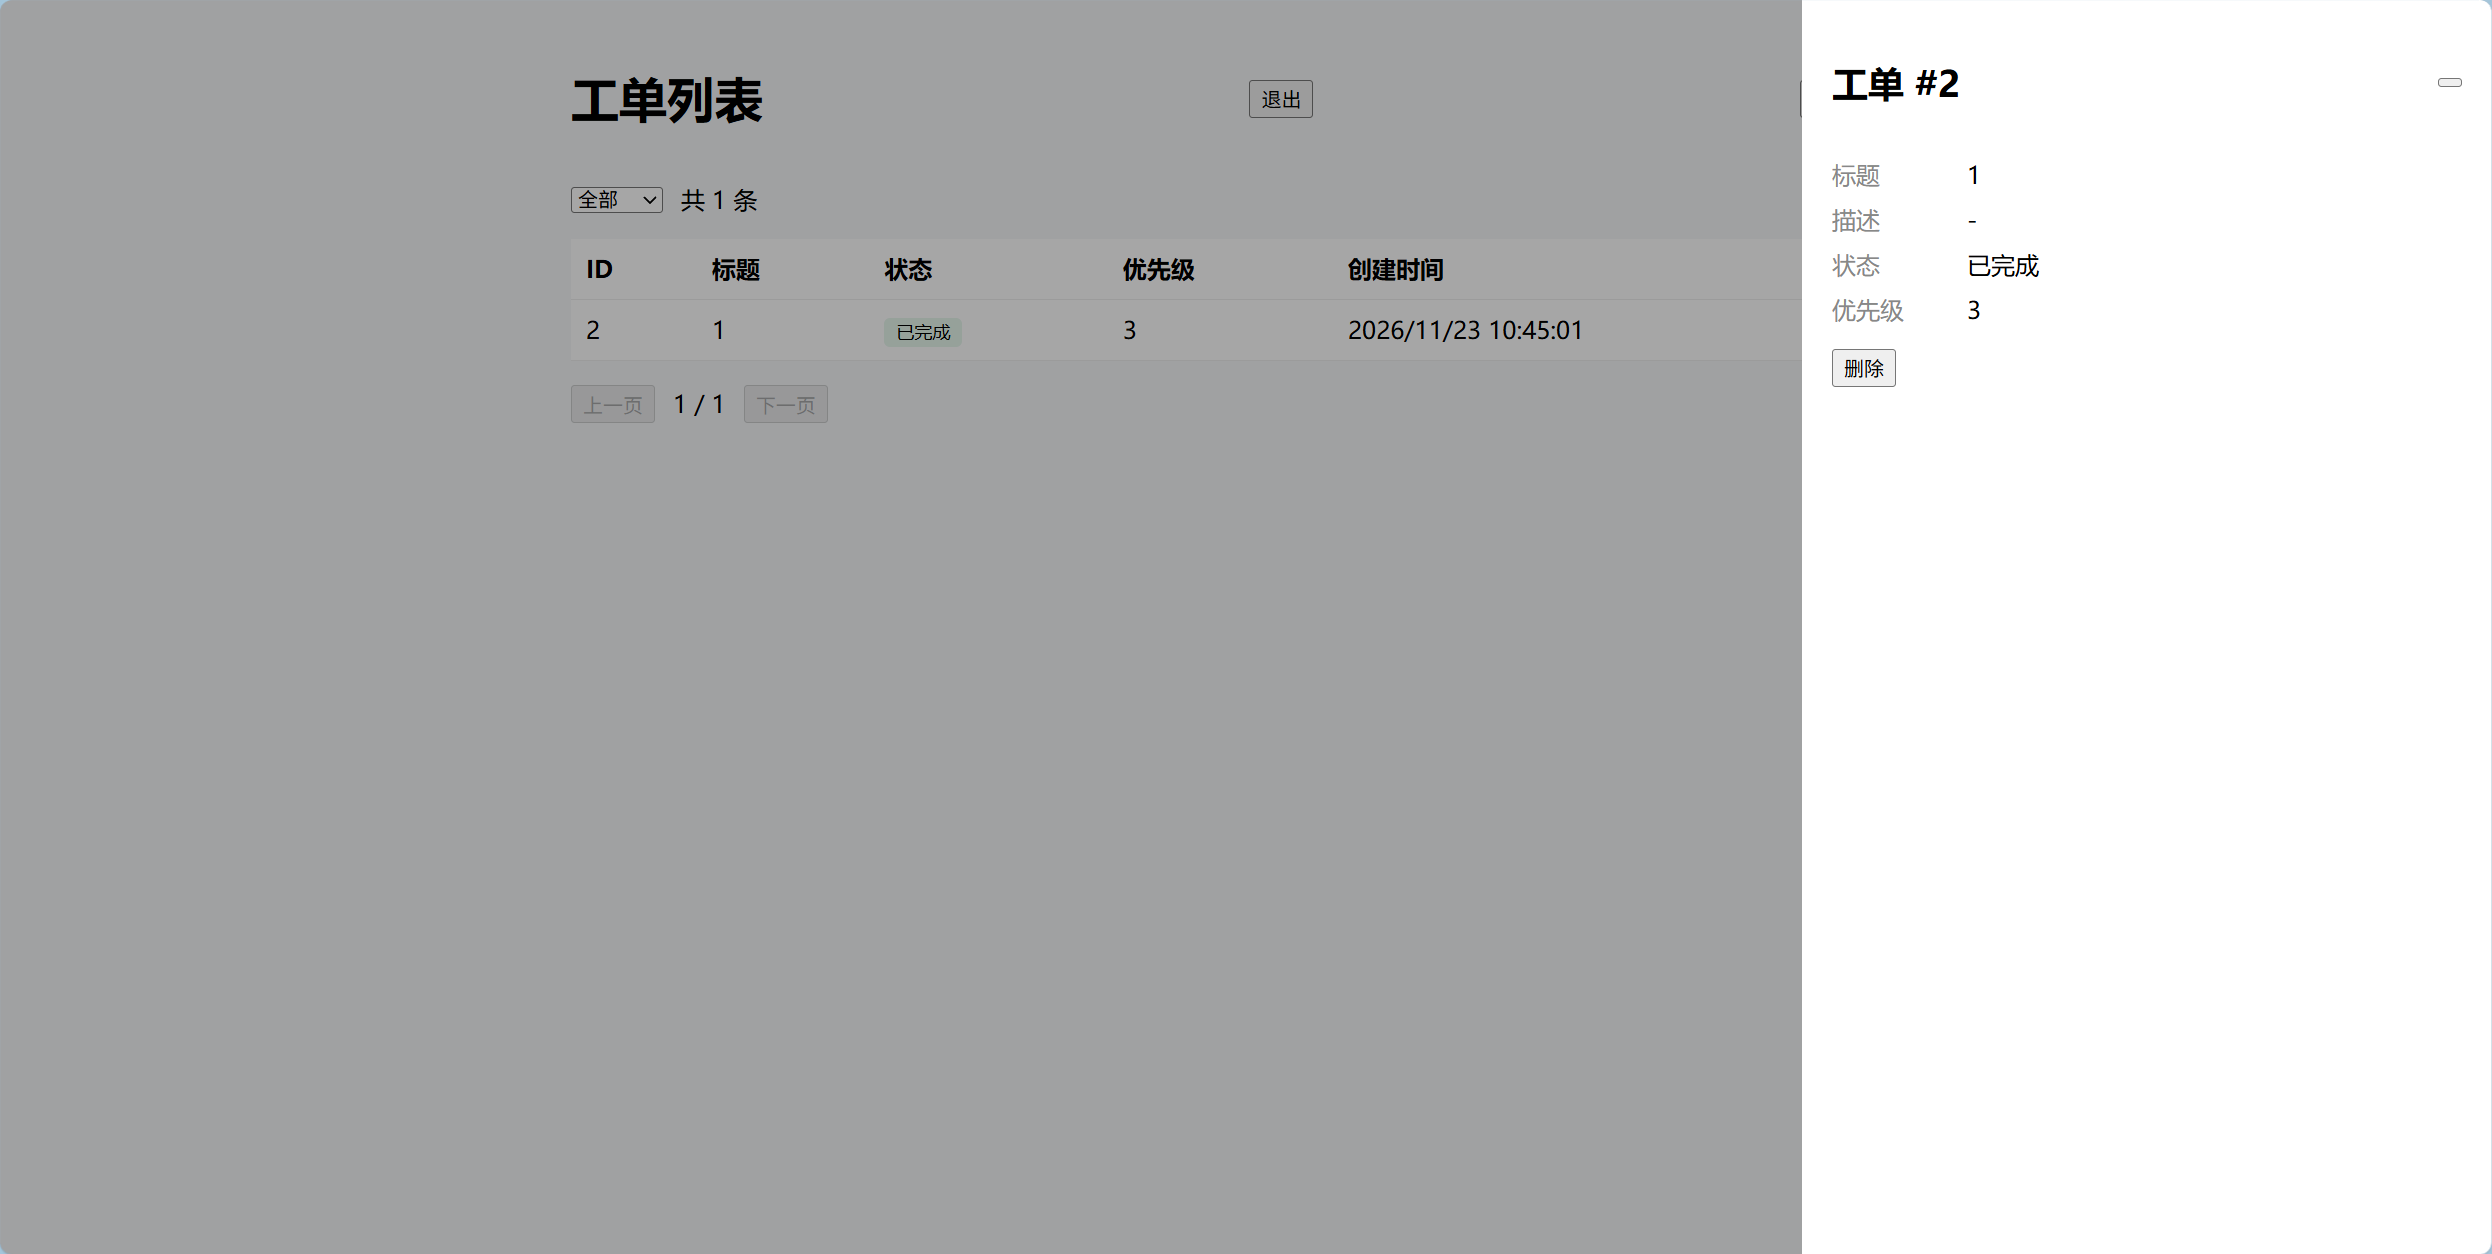 工单列表
退出
全部
共 1 条
ID 标题 状态 优先级 创建时间
2 1 已完成 3 2026/11/23 10:45:01
上一页 1 / 1 下一页
工单 #2
标题 1
描述 -
状态 已完成
优先级 3
删除